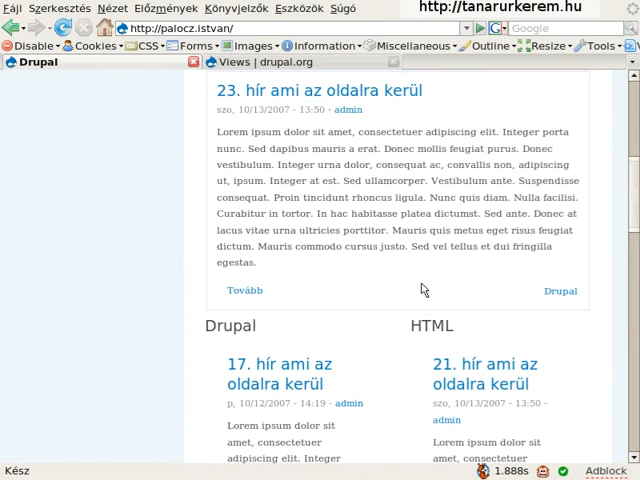 http://tanarurkerem.hu
Fájl Szerkesztés Nézet Előzmények Könyvjelzők Eszközök Súgó
http://palocz.istvan/ Google
Disable Cookies CSS Forms Images Information Miscellaneous Outline Resize Tools
Drupal Views | drupal.org
23. hír ami az oldalra kerül
szo, 10/13/2007 - 13:50 - admin
Lorem ipsum dolor sit amet, consectetuer adipiscing elit. Integer porta
nunc. Sed dapibus mauris a erat. Donec mollis feugiat purus. Donec
vestibulum. Integer urna dolor, consequat ac, convallis non, adipiscing
ut, ipsum. Integer at est. Sed ullamcorper. Vestibulum ante. Suspendisse
consequat. Proin tincidunt rhoncus ligula. Nunc quis diam. Nulla facilisi.
Curabitur in tortor. In hac habitasse platea dictumst. Sed ante. Donec at
lacus vitae urna ultricies porttitor. Mauris quis metus eget risus feugiat
dictum. Mauris commodo cursus justo. Sed vel tellus et dui fringilla
egestas.
Tovább Drupal
Drupal HTML
17. hír ami az
oldalra kerül
p, 10/12/2007 - 14:19 - admin
Lorem ipsum dolor sit
amet, consectetuer
adipiscing elit. Integer
21. hír ami az
oldalra kerül
szo, 10/13/2007 - 13:50 -
admin
Lorem ipsum dolor sit
amet, consectetuer
Kész 1.888s Adblock